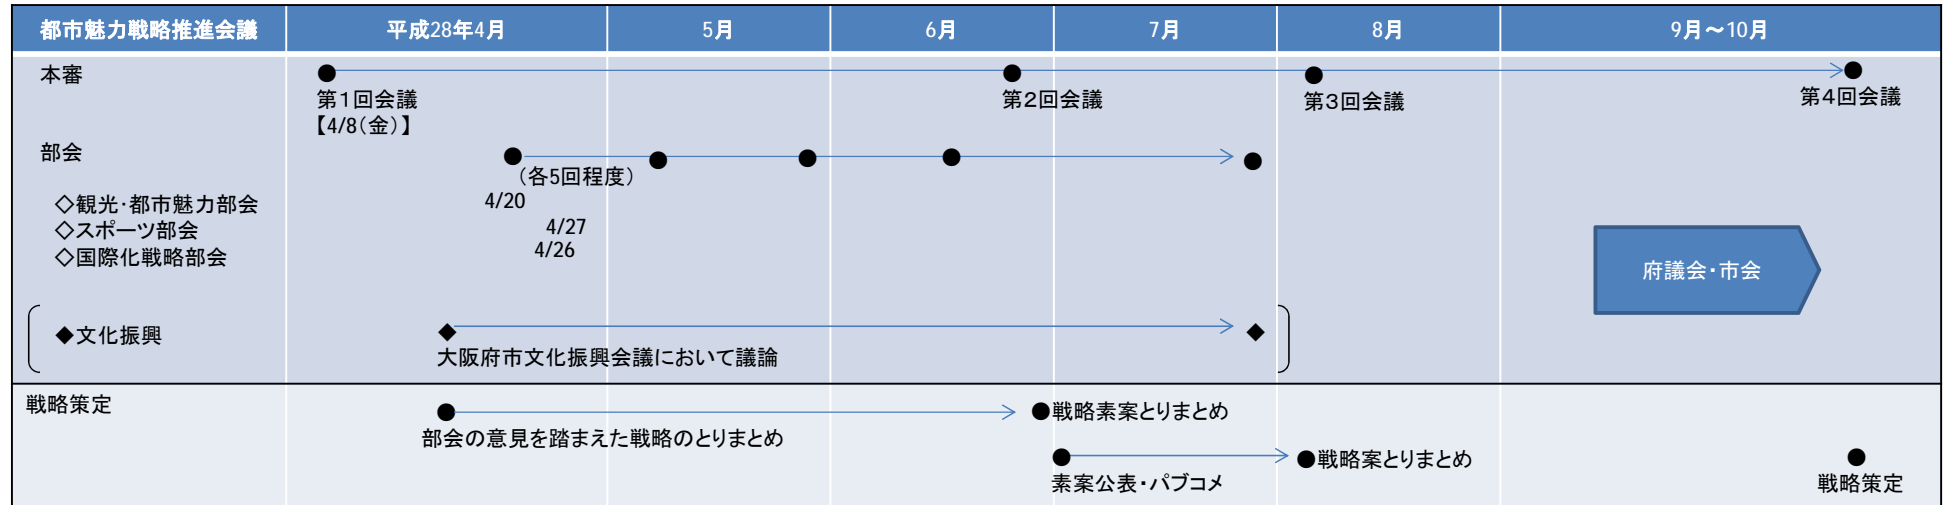 都市魅力戦略推進会議
平成28年4月
5月
6月
7月
8月
9月～10月
本審
第1回会議
【4/8(金)】
第2回会議
第3回会議
第4回会議
部会
(各5回程度)
4/20
◇観光･都市魅力部会
◇スポーツ部会
4/27
◇国際化戦略部会
4/26
府議会・市会
◆文化振興
大阪府市文化振興会議において議論
戦略策定
部会の意見を踏まえた戦略のとりまとめ
●戦略素案とりまとめ
素案公表・パブコメ
●戦略案とりまとめ
戦略策定